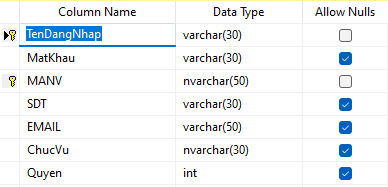 Column Name Data Type Allow Nulls
TenDangNhap varchar(30)
MatKhau varchar(30)
MANV nvarchar(50)
SDT varchar(30)
EMAIL varchar(50)
ChucVu nvarchar(30)
Quyen int